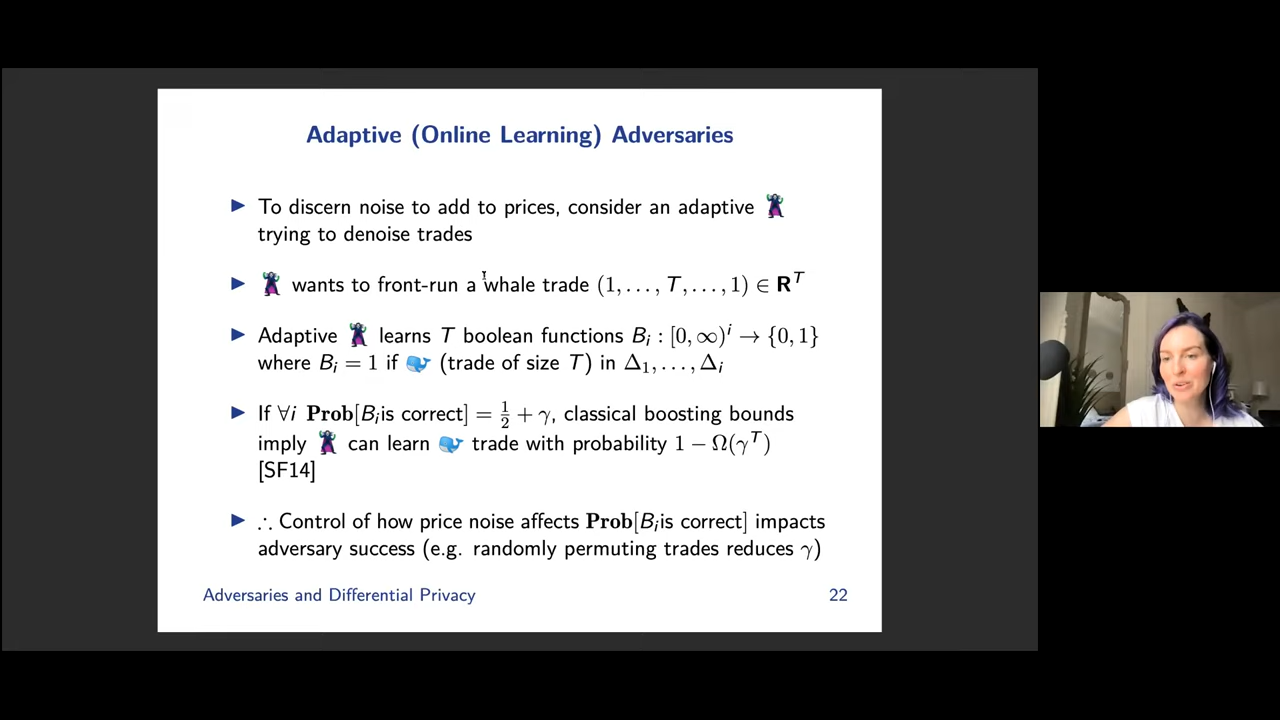 Adaptive (Online Learning) Adversaries
▶ To discern noise to add to prices, consider an adaptive 🦹
trying to denoise trades
▶ 🦹 wants to front-run a whale trade (1, …, T, …, 1) ∈ R^T
▶ Adaptive 🦹 learns T boolean functions B_i : [0, ∞)^i → {0, 1}
where B_i = 1 if 🐳 (trade of size T) in Δ_1, …, Δ_i
▶ If ∀i Prob[B_i is correct] = 1/2 + γ, classical boosting bounds
imply 🦹 can learn 🐳 trade with probability 1 − Ω(γ^T)
[SF14]
▶ ∴ Control of how price noise affects Prob[B_i is correct] impacts
adversary success (e.g. randomly permuting trades reduces γ)
Adversaries and Differential Privacy 22